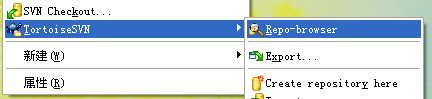 SVN Checkout...
TortoiseSVN
新建(W)
属性(R)
Repo-browser
Export...
Create repository here